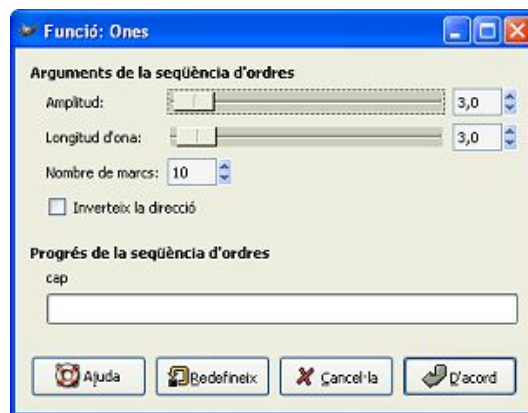 Funció: Ones
Arguments de la seqüència d'ordres
Amplitud: 3,0
Longitud d'ona: 3,0
Nombre de marcs: 10
Inverteix la direcció
Progrés de la seqüència d'ordres
cap
Ajuda Redefineix Cancel·la D'acord